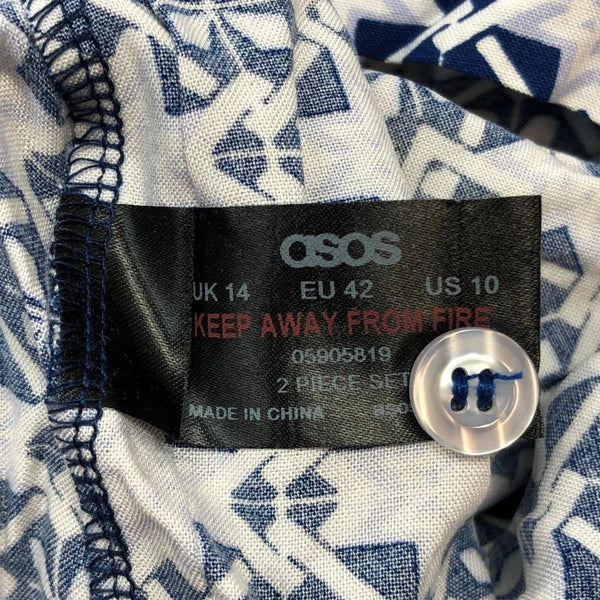 asos
UK 14 EU 42 US 10
KEEP AWAY FROM FIRE
05905819
2 PIECE SET
MADE IN CHINA